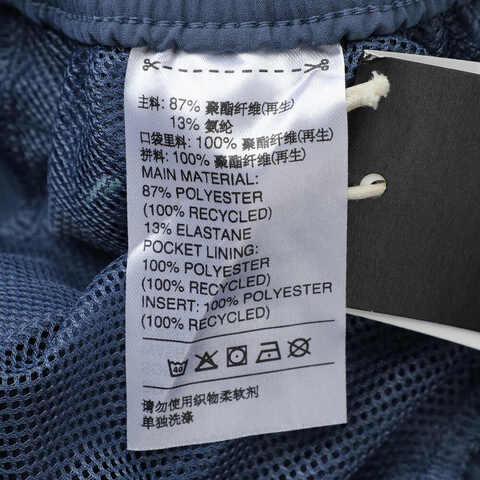 主料: 87% 聚酯纤维(再生)
13% 氨纶
口袋里料: 100% 聚酯纤维(再生)
拼料: 100% 聚酯纤维(再生)
MAIN MATERIAL:
87% POLYESTER
(100% RECYCLED)
13% ELASTANE
POCKET LINING:
100% POLYESTER
(100% RECYCLED)
INSERT: 100% POLYESTER
(100% RECYCLED)
40
请勿使用织物柔软剂
单独洗涤